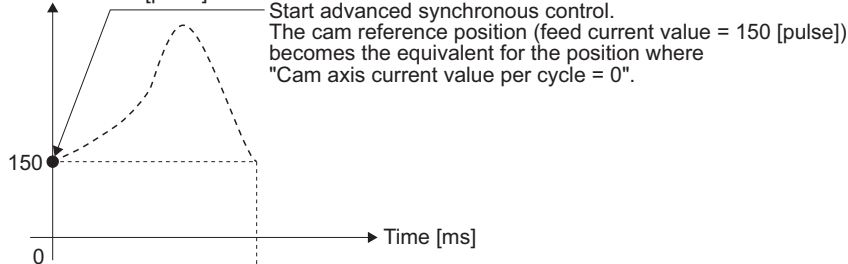 Start advanced synchronous control.
The cam reference position (feed current value = 150 [pulse])
becomes the equivalent for the position where
"Cam axis current value per cycle = 0".
150
Time [ms]
0